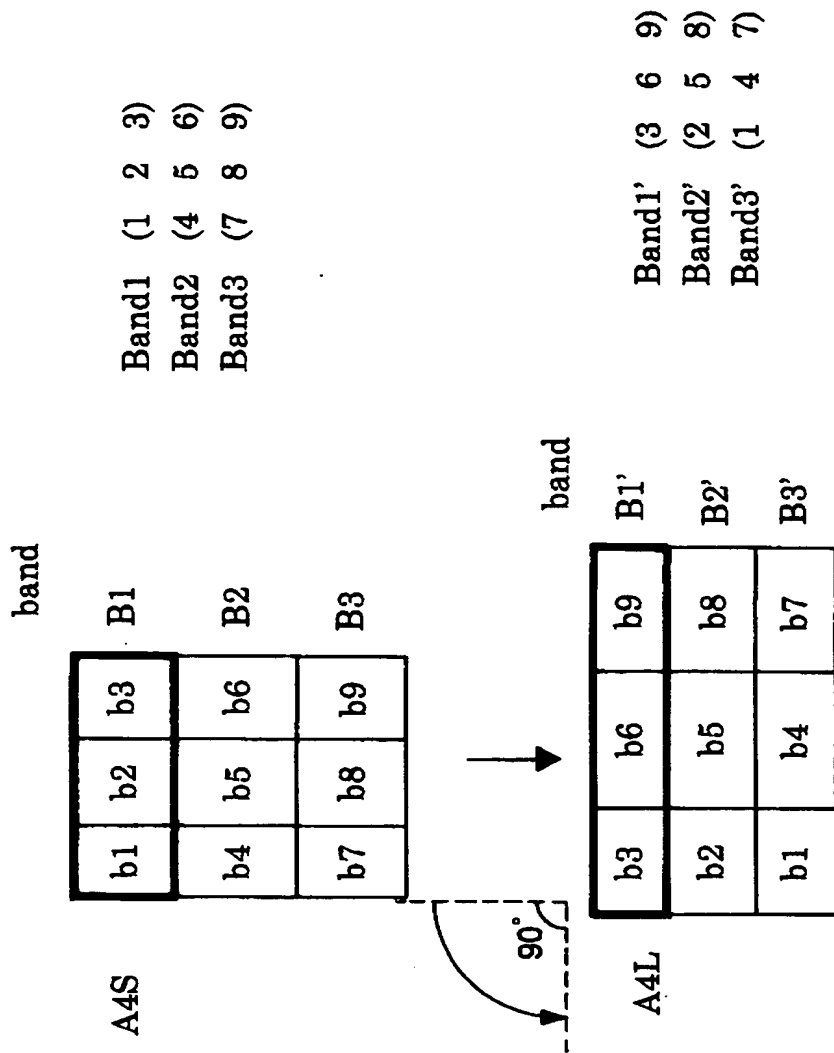 band
A4S b1 b2 b3 B1 Band1 (1 2 3)
b4 b5 b6 B2 Band2 (4 5 6)
b7 b8 b9 B3 Band3 (7 8 9)
90°
band
A4L b3 b6 b9 B1' Band1' (3 6 9)
b2 b5 b8 B2' Band2' (2 5 8)
b1 b4 b7 B3' Band3' (1 4 7)